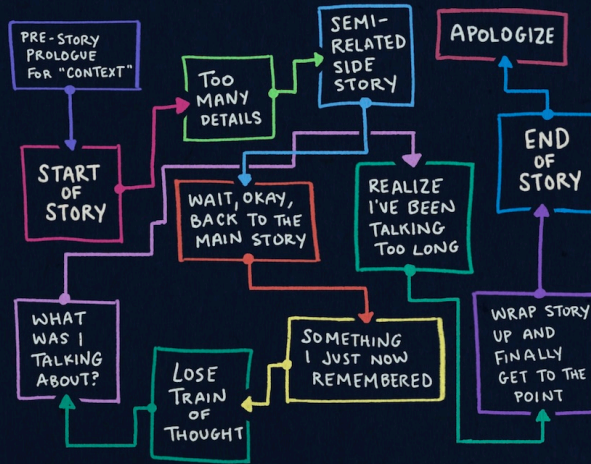 PRE-STORY
PROLOGUE
FOR "CONTEXT"
START
OF
STORY
TOO
MANY
DETAILS
SEMI-
RELATED
SIDE
STORY
WAIT, OKAY,
BACK TO THE
MAIN STORY
SOMETHING
I JUST NOW
REMEMBERED
LOSE
TRAIN
OF
THOUGHT
WHAT
WAS I
TALKING
ABOUT?
REALIZE
I'VE BEEN
TALKING
TOO LONG
WRAP STORY
UP AND
FINALLY
GET TO THE
POINT
END
OF
STORY
APOLOGIZE